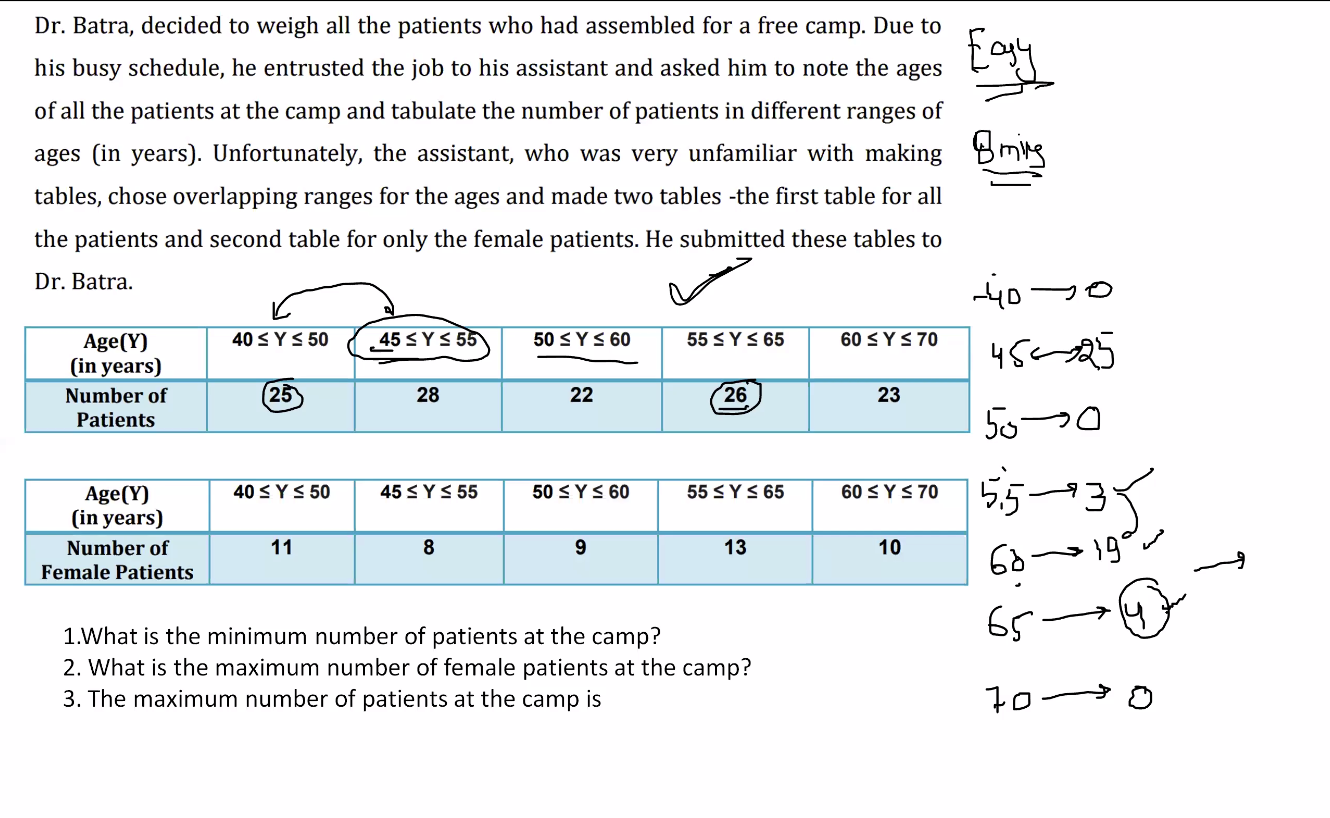 Dr. Batra, decided to weigh all the patients who had assembled for a free camp. Due to
his busy schedule, he entrusted the job to his assistant and asked him to note the ages
of all the patients at the camp and tabulate the number of patients in different ranges of
ages (in years). Unfortunately, the assistant, who was very unfamiliar with making
tables, chose overlapping ranges for the ages and made two tables -the first table for all
the patients and second table for only the female patients. He submitted these tables to
Dr. Batra.
Easy
8 mins
Age(Y) (in years) 40 ≤ Y ≤ 50 45 ≤ Y ≤ 55 50 ≤ Y ≤ 60 55 ≤ Y ≤ 65 60 ≤ Y ≤ 70
Number of Patients 25 28 22 26 23
Age(Y) (in years) 40 ≤ Y ≤ 50 45 ≤ Y ≤ 55 50 ≤ Y ≤ 60 55 ≤ Y ≤ 65 60 ≤ Y ≤ 70
Number of Female Patients 11 8 9 13 10
1.What is the minimum number of patients at the camp?
2. What is the maximum number of female patients at the camp?
3. The maximum number of patients at the camp is
40 → 0
45 ↔ 25
50 → 0
55 → 3
60 → 19
65 → 4
70 → 0